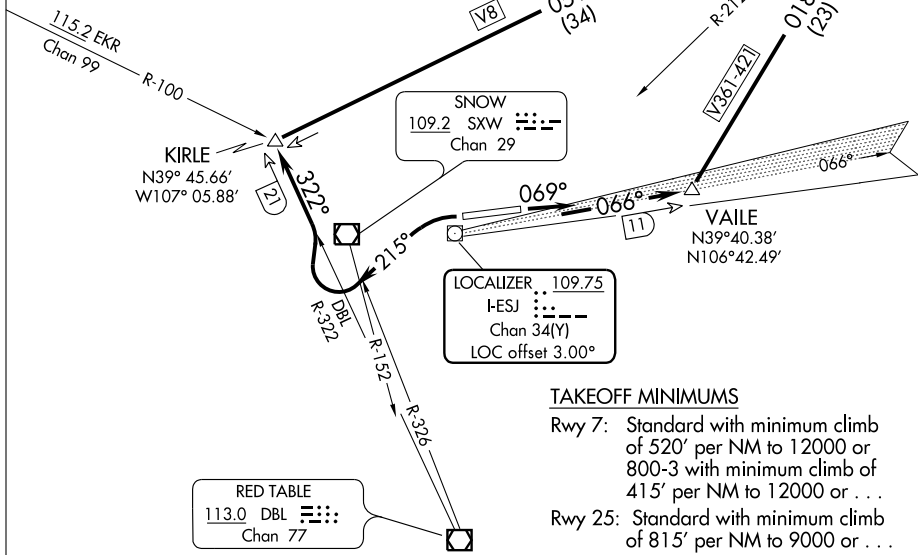 115.2 EKR
Chan 99
R-100
V8
(34)
R-212
018
(23)
V361-421
SNOW
109.2 SXW
Chan 29
KIRLE
N39° 45.66′
W107° 05.88′
21
322°
215°
069°
066°
066°
11
VAILE
N39°40.38′
N106°42.49′
LOCALIZER 109.75
I-ESJ
Chan 34(Y)
LOC offset 3.00°
DBL
R-322
R-152
R-326
RED TABLE
113.0 DBL
Chan 77
TAKEOFF MINIMUMS
Rwy 7: Standard with minimum climb
of 520′ per NM to 12000 or
800-3 with minimum climb of
415′ per NM to 12000 or . . .
Rwy 25: Standard with minimum climb
of 815′ per NM to 9000 or . . .